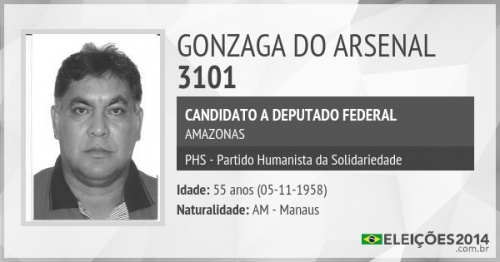 GONZAGA DO ARSENAL
3101
CANDIDATO A DEPUTADO FEDERAL
AMAZONAS
PHS - Partido Humanista da Solidariedade
Idade: 55 anos (05-11-1958)
Naturalidade: AM - Manaus
ELEIÇÕES2014
.com.br